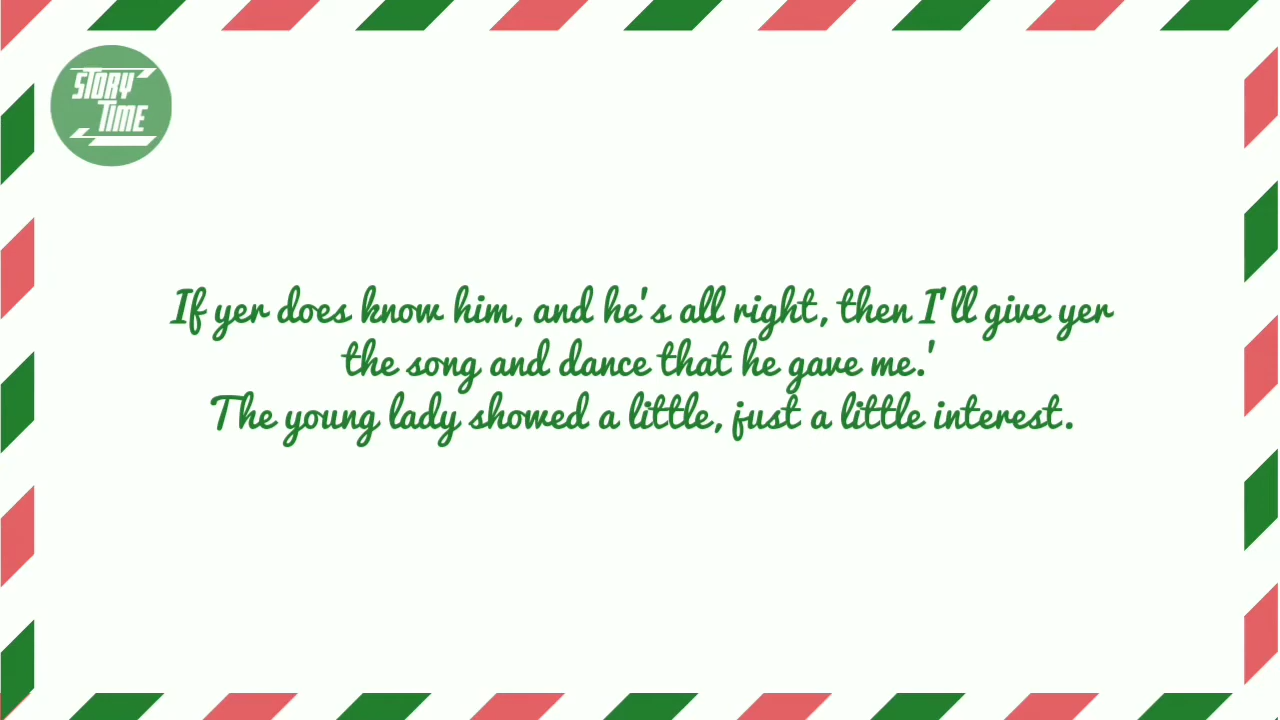 STORY
TIME
If yer does know him, and he's all right, then I'll give yer
the song and dance that he gave me.'
The young lady showed a little, just a little interest.